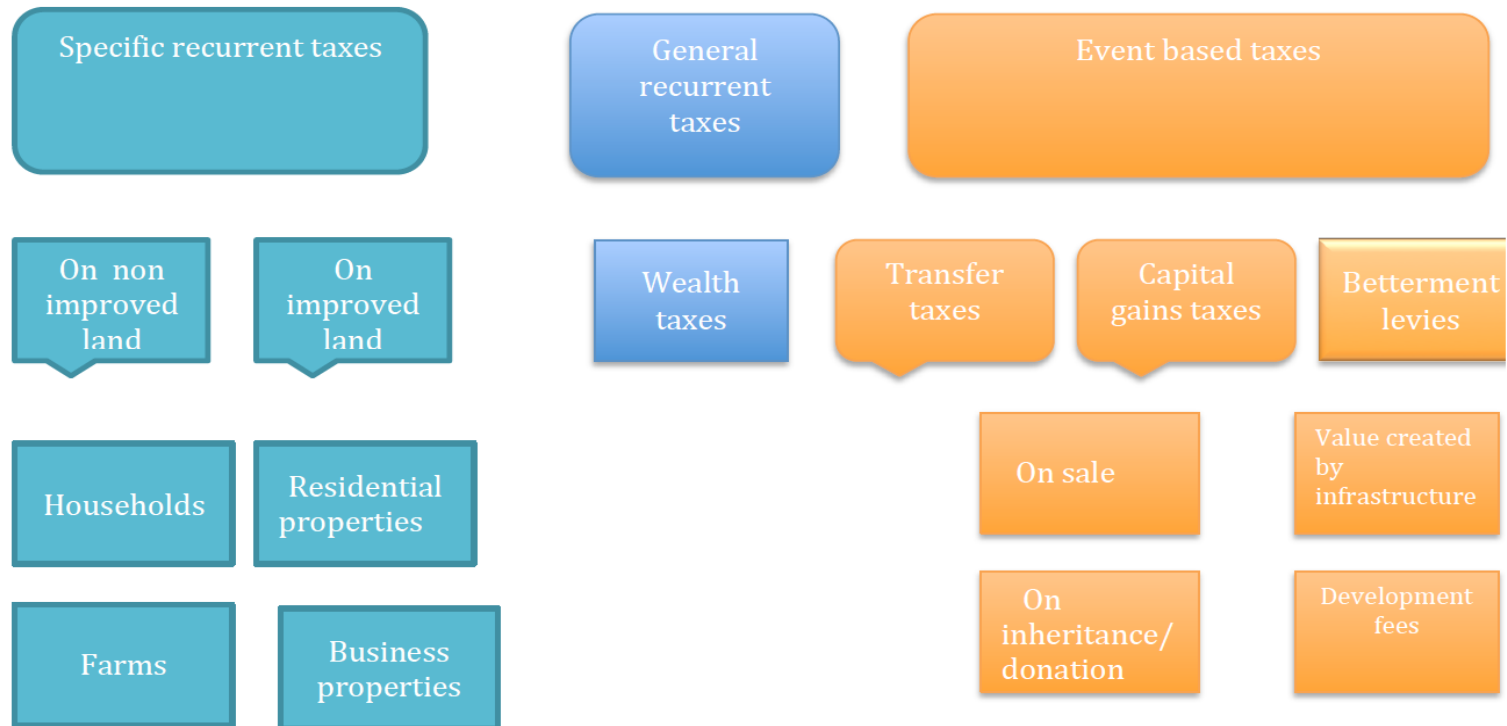 Specific recurrent taxes
General
recurrent
taxes
Event based taxes
On non
improved
land
On
improved
land
Wealth
taxes
Transfer
taxes
Capital
gains taxes
Betterment
levies
Households
Residential
properties
On sale
Value created
by
infrastructure
Farms
Business
properties
On
inheritance/
donation
Development
fees